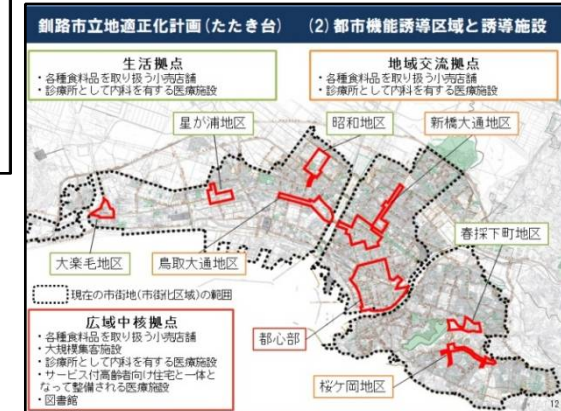 釧路市立地適正化計画(たたき台) (2)都市機能誘導区域と誘導施設
生活拠点
・各種食料品を取り扱う小売店舗
・診療所として内科を有する医療施設
地域交流拠点
・各種食料品を取り扱う小売店舗
・診療所として内科を有する医療施設
星が浦地区
昭和地区
新橋大通地区
春採下町地区
大楽毛地区
鳥取大通地区
現在の市街地(市街化区域)の範囲
広域中核拠点
・各種食料品を取り扱う小売店舗
・大規模集客施設
・診療所として内科を有する医療施設
・サービス付高齢者向け住宅と一体と
なって整備される医療施設
・図書館
都心部
桜ケ岡地区
12